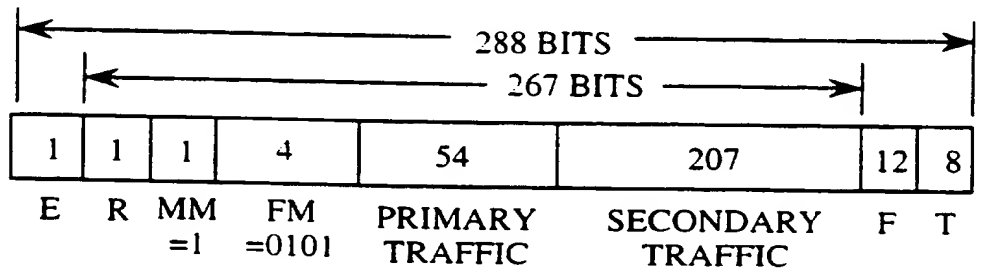 288 BITS
267 BITS
1 1 1 4 54 207 12 8
E R MM FM PRIMARY SECONDARY F T
=1 =0101 TRAFFIC TRAFFIC